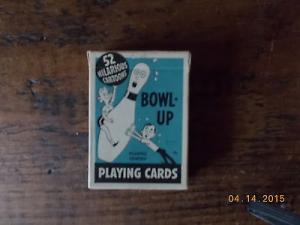 52
HILARIOUS
CARTOONS
BOWL-
UP
PLAYING CARDS
04.14.2015